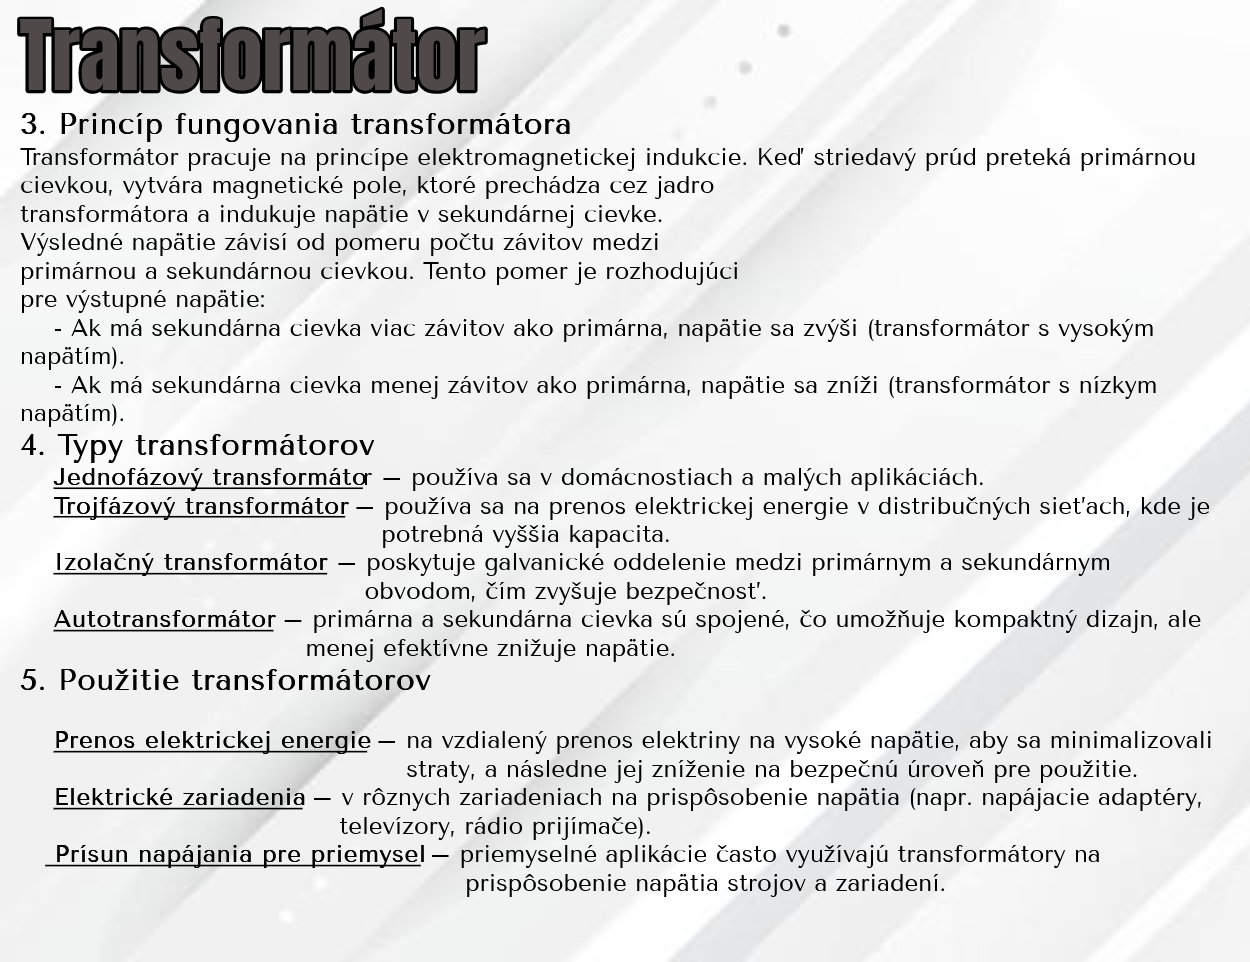 Transformátor
3. Princíp fungovania transformátora
Transformátor pracuje na princípe elektromagnetickej indukcie. Keď striedavý prúd preteká primárnou
cievkou, vytvára magnetické pole, ktoré prechádza cez jadro
transformátora a indukuje napätie v sekundárnej cievke.
Výsledné napätie závisí od pomeru počtu závitov medzi
primárnou a sekundárnou cievkou. Tento pomer je rozhodujúci
pre výstupné napätie:
- Ak má sekundárna cievka viac závitov ako primárna, napätie sa zvýši (transformátor s vysokým
napätím).
- Ak má sekundárna cievka menej závitov ako primárna, napätie sa zníži (transformátor s nízkym
napätím).
4. Typy transformátorov
Jednofázový transformátor – používa sa v domácnostiach a malých aplikáciách.
Trojfázový transformátor – používa sa na prenos elektrickej energie v distribučných sieťach, kde je
potrebná vyššia kapacita.
Izolačný transformátor – poskytuje galvanické oddelenie medzi primárnym a sekundárnym
obvodom, čím zvyšuje bezpečnosť.
Autotransformátor – primárna a sekundárna cievka sú spojené, čo umožňuje kompaktný dizajn, ale
menej efektívne znižuje napätie.
5. Použitie transformátorov
Prenos elektrickej energie – na vzdialený prenos elektriny na vysoké napätie, aby sa minimalizovali
straty, a následne jej zníženie na bezpečnú úroveň pre použitie.
Elektrické zariadenia – v rôznych zariadeniach na prispôsobenie napätia (napr. napájacie adaptéry,
televízory, rádio prijímače).
Prísun napájania pre priemysel – priemyselné aplikácie často využívajú transformátory na
prispôsobenie napätia strojov a zariadení.